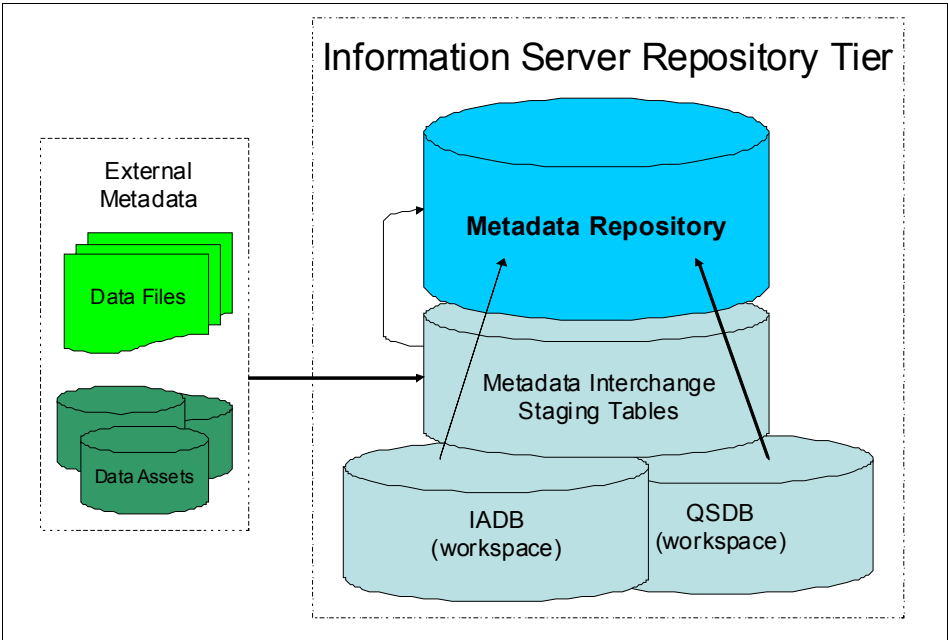 Information Server Repository Tier
External
Metadata
Data Files
Data Assets
Metadata Repository
Metadata Interchange
Staging Tables
IADB
(workspace)
QSDB
(workspace)